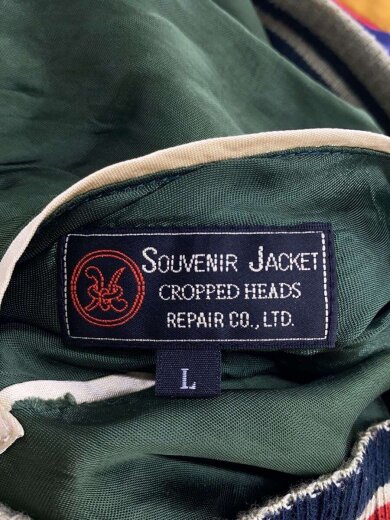 SOUVENIR JACKET
CROPPED HEADS
REPAIR CO., LTD.
L